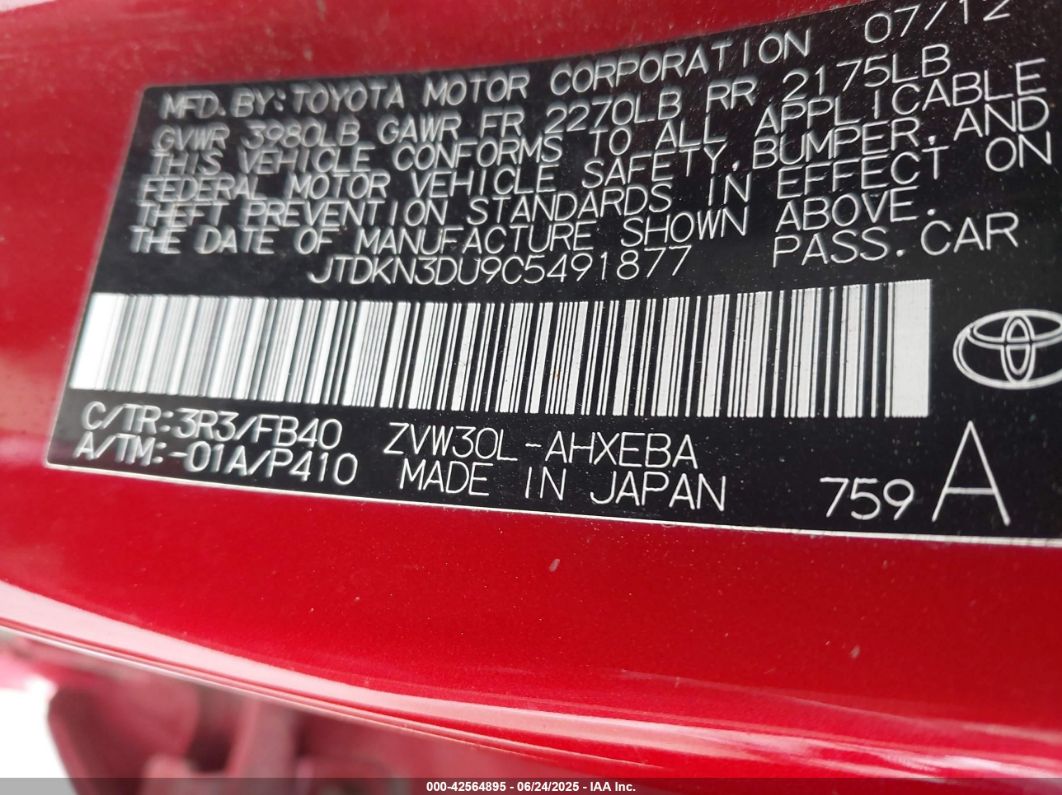 MFD.BY:TOYOTA MOTOR CORPORATION 07/12
GVWR 3980LB GAWR FR 2270LB RR 2175LB
THIS VEHICLE CONFORMS TO ALL APPLICABLE
FEDERAL MOTOR VEHICLE SAFETY,BUMPER,AND
THEFT PREVENTION STANDARDS IN EFFECT ON
THE DATE OF MANUFACTURE SHOWN ABOVE.
JTDKN3DU9C5491877 PASS.CAR
C/TR:3R3/FB40 ZVW30L-AHXEBA
A/TM:-01A/P410 MADE IN JAPAN 759 A
000-42564895 - 06/24/2025 - IAA Inc.